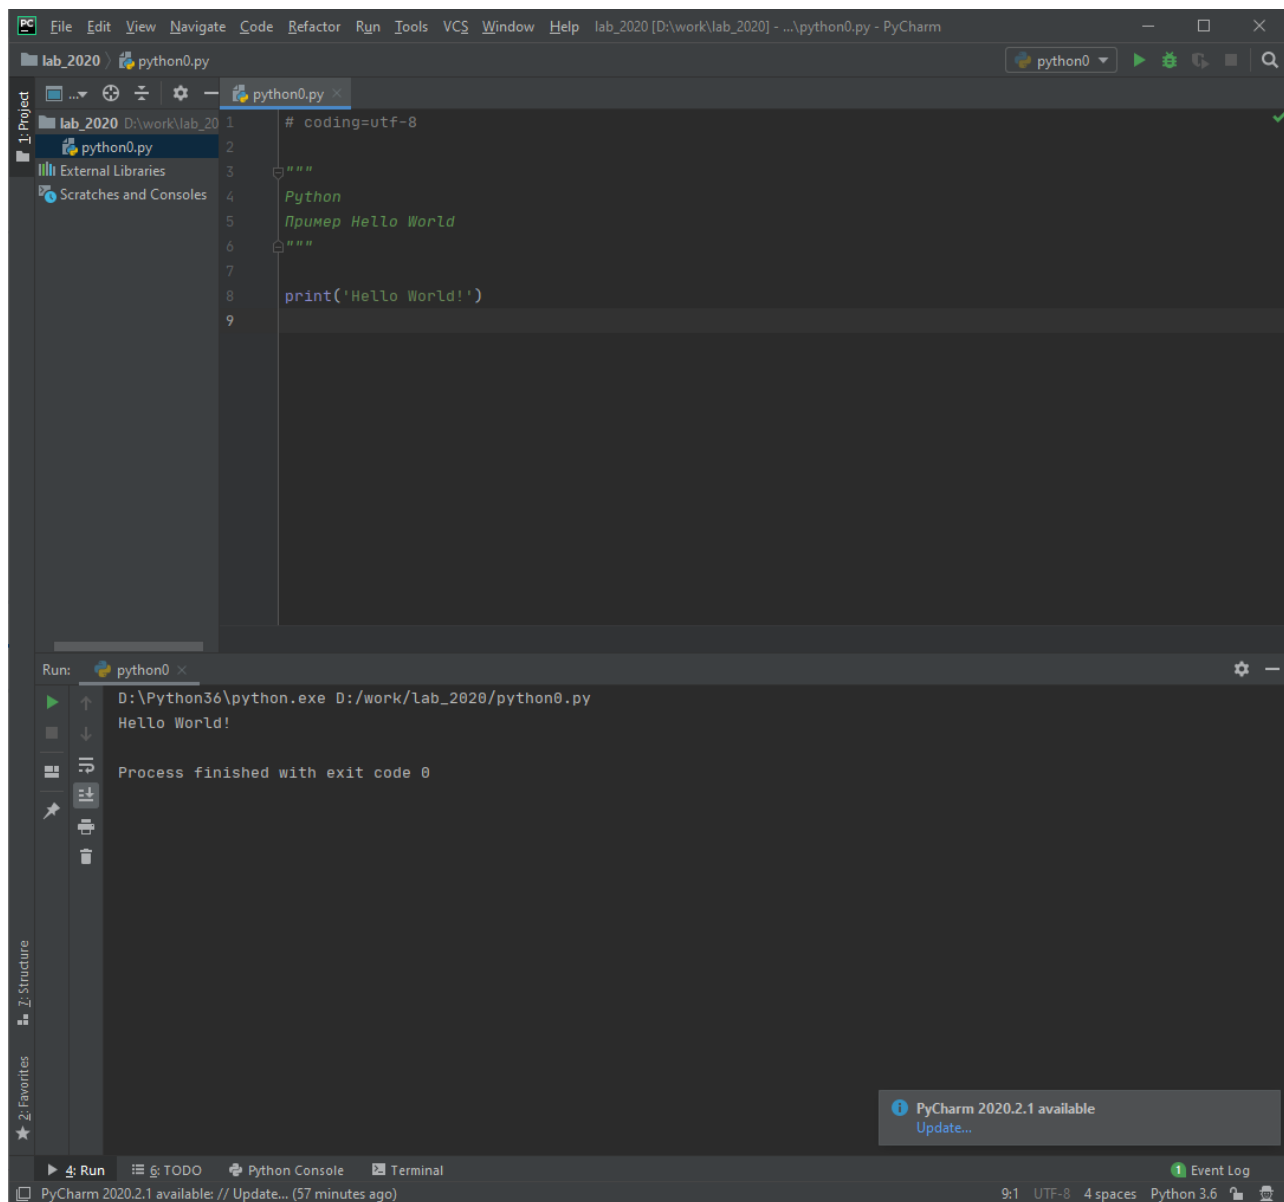 PC File Edit View Navigate Code Refactor Run Tools VCS Window Help lab_2020 [D:\work\lab_2020] - ...\python0.py - PyCharm
lab_2020 python0.py
python0
1: Project
...
python0.py
lab_2020 D:\work\lab_20
python0.py
External Libraries
Scratches and Consoles
1 # coding=utf-8
2
3 """
4 Python
5 Пример Hello World
6 """
7
8 print('Hello World!')
9
Run: python0
D:\Python36\python.exe D:/work/lab_2020/python0.py
Hello World!
Process finished with exit code 0
7: Structure
2: Favorites
PyCharm 2020.2.1 available
Update...
4: Run 6: TODO Python Console Terminal
1 Event Log
PyCharm 2020.2.1 available: // Update... (57 minutes ago)
9:1 UTF-8 4 spaces Python 3.6